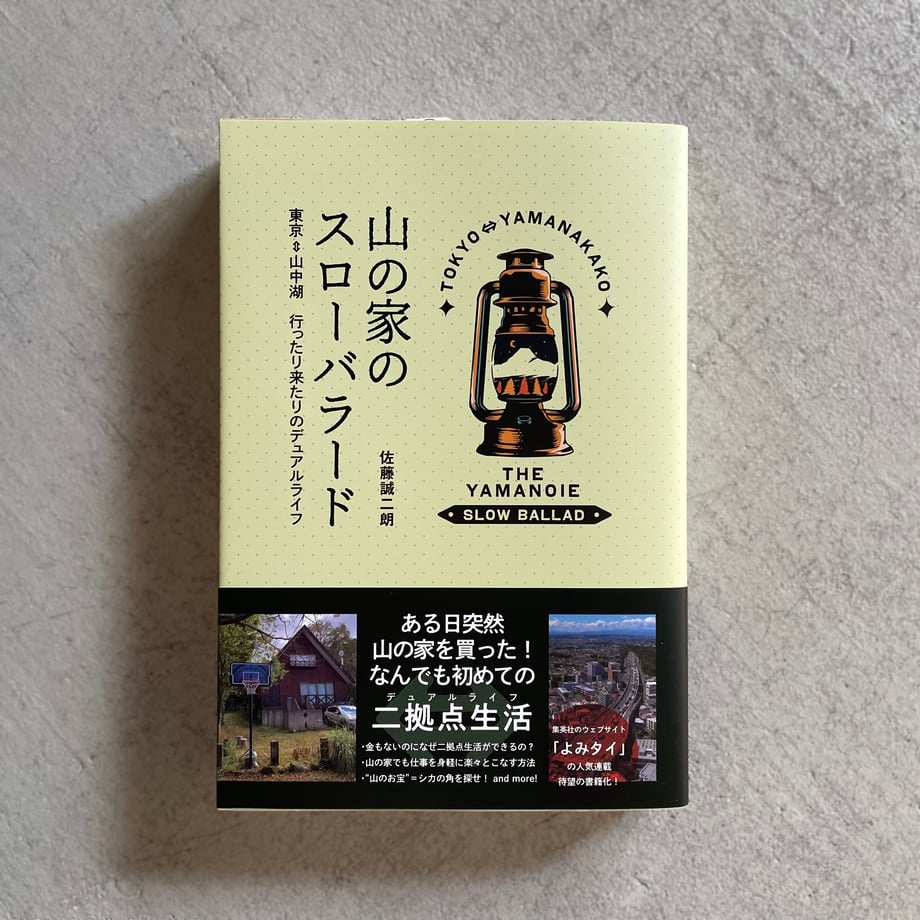 山の家の
スローバラード
東京⇔山中湖 行ったり来たりのデュアルライフ
佐藤誠二朗
TOKYO⇔YAMANAKAKO
THE
YAMANOIE
SLOW BALLAD
ある日突然
山の家を買った！
なんでも初めての
デュアルライフ
二拠点生活
・金もないのになぜ二拠点生活ができるの？
・山の家でも仕事を身軽に楽々とこなす方法
・“山のお宝”＝シカの角を探せ！ and more!
集英社のウェブサイト
「よみタイ」
の人気連載
待望の書籍化！